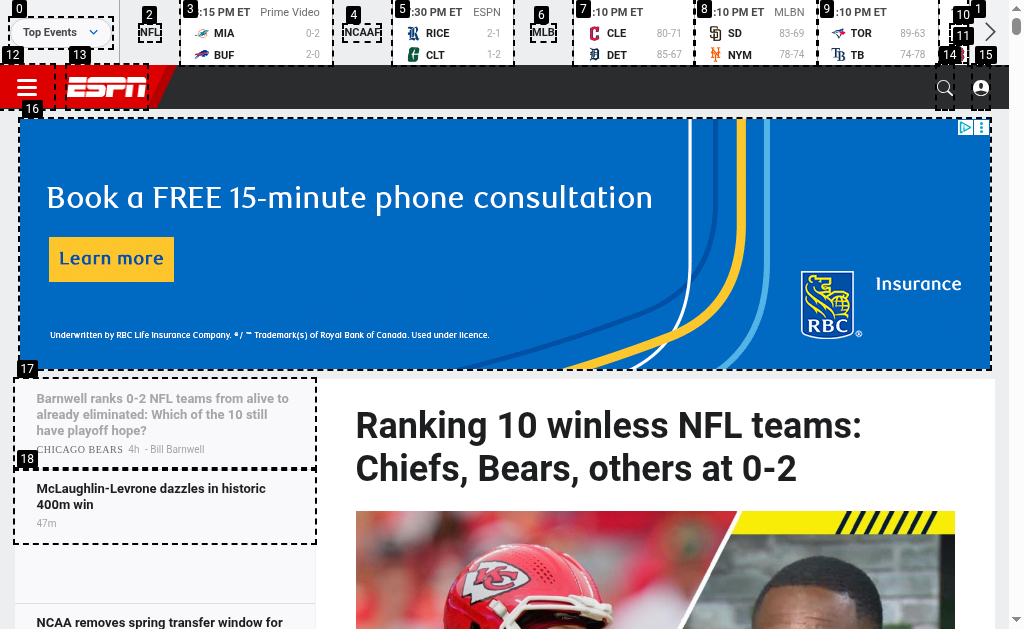 0
2
3
4
5
6
7
8
9
10
1
11
12
13
14
15
16
17
18
Top Events
NFL
:15 PM ET Prime Video
MIA 0-2
BUF 2-0
NCAAF
:30 PM ET ESPN
RICE 2-1
CLT 1-2
MLB
:10 PM ET
CLE 80-71
DET 85-67
:10 PM ET MLBN
SD 83-69
NYM 78-74
:10 PM ET
TOR 89-63
TB 74-78
ESPN
Book a FREE 15-minute phone consultation
Learn more
Insurance
RBC ®
Underwritten by RBC Life Insurance Company. ® / ™ Trademark(s) of Royal Bank of Canada. Used under licence.
Barnwell ranks 0-2 NFL teams from alive to
already eliminated: Which of the 10 still
have playoff hope?
CHICAGO BEARS 4h - Bill Barnwell
McLaughlin-Levrone dazzles in historic
400m win
47m
NCAA removes spring transfer window for
Ranking 10 winless NFL teams:
Chiefs, Bears, others at 0-2
KC